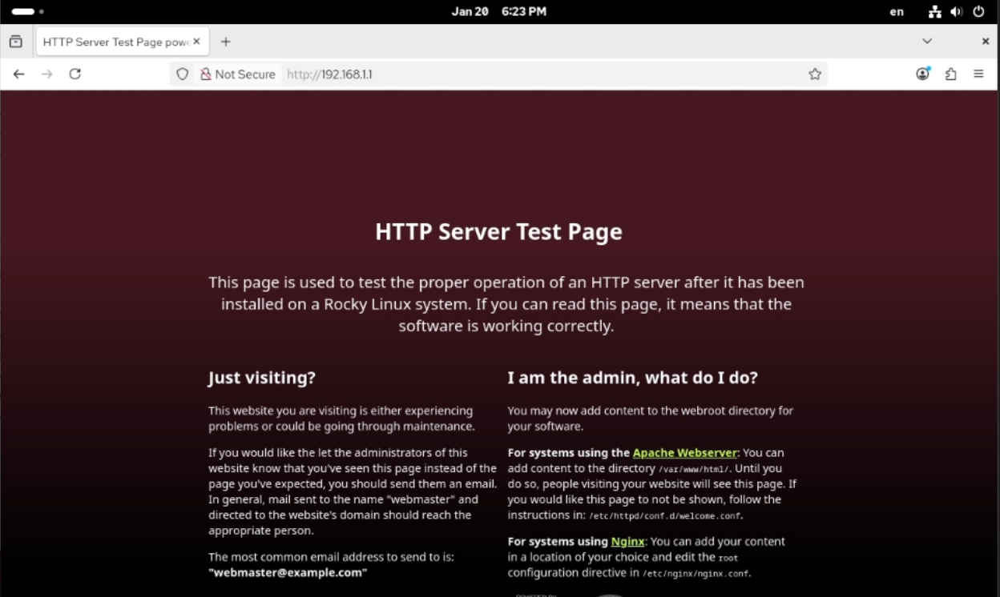 Jan 20 6:23 PM
en
HTTP Server Test Page pow
Not Secure http://192.168.1.1
HTTP Server Test Page
This page is used to test the proper operation of an HTTP server after it has been
installed on a Rocky Linux system. If you can read this page, it means that the
software is working correctly.
Just visiting?
This website you are visiting is either experiencing
problems or could be going through maintenance.
If you would like the let the administrators of this
website know that you've seen this page instead of the
page you've expected, you should send them an email.
In general, mail sent to the name "webmaster" and
directed to the website's domain should reach the
appropriate person.
The most common email address to send to is:
"webmaster@example.com"
I am the admin, what do I do?
You may now add content to the webroot directory for
your software.
For systems using the Apache Webserver: You can
add content to the directory /var/www/html/. Until you
do so, people visiting your website will see this page. If
you would like this page to not be shown, follow the
instructions in: /etc/httpd/conf.d/welcome.conf.
For systems using Nginx: You can add your content
in a location of your choice and edit the root
configuration directive in /etc/nginx/nginx.conf.
POWERED BY